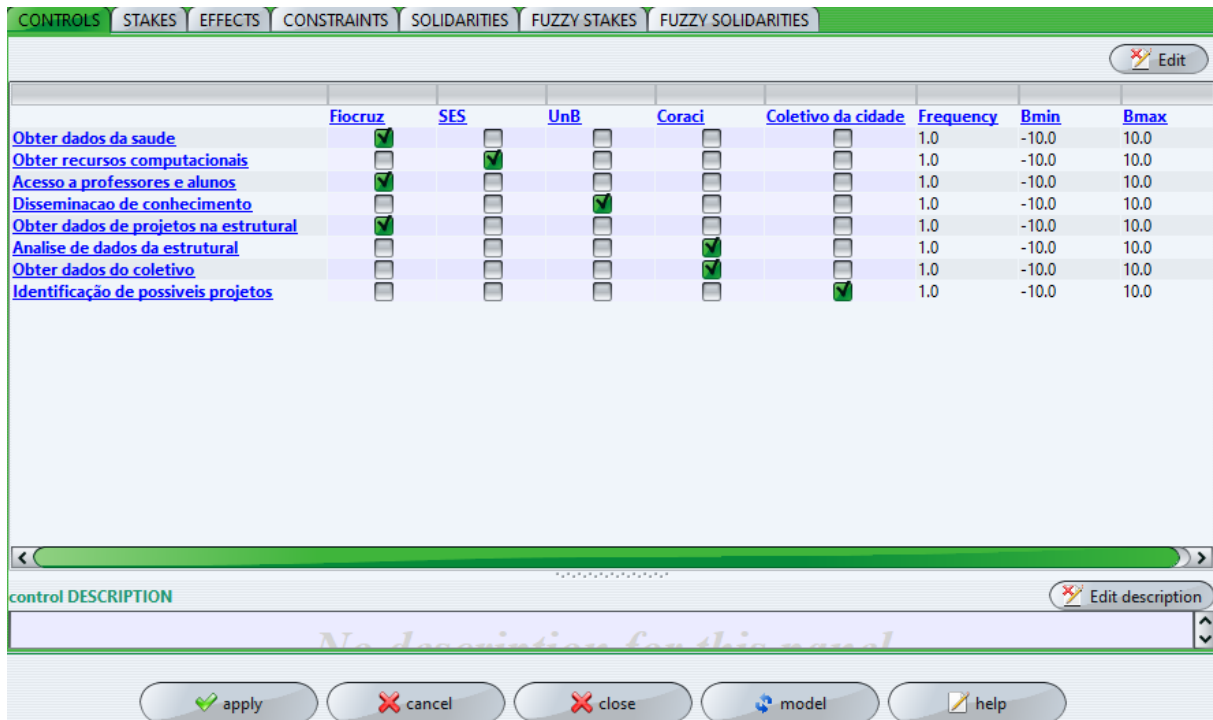 CONTROLS STAKES EFFECTS CONSTRAINTS SOLIDARITIES FUZZY STAKES FUZZY SOLIDARITIES
Edit
Fiocruz SES UnB Coraci Coletivo da cidade Frequency Bmin Bmax
Obter dados da saude 1.0 -10.0 10.0
Obter recursos computacionais 1.0 -10.0 10.0
Acesso a professores e alunos 1.0 -10.0 10.0
Disseminacao de conhecimento 1.0 -10.0 10.0
Obter dados de projetos na estrutural 1.0 -10.0 10.0
Analise de dados da estrutural 1.0 -10.0 10.0
Obter dados do coletivo 1.0 -10.0 10.0
Identificação de possiveis projetos 1.0 -10.0 10.0
control DESCRIPTION Edit description
No description for this panel
apply cancel close model help